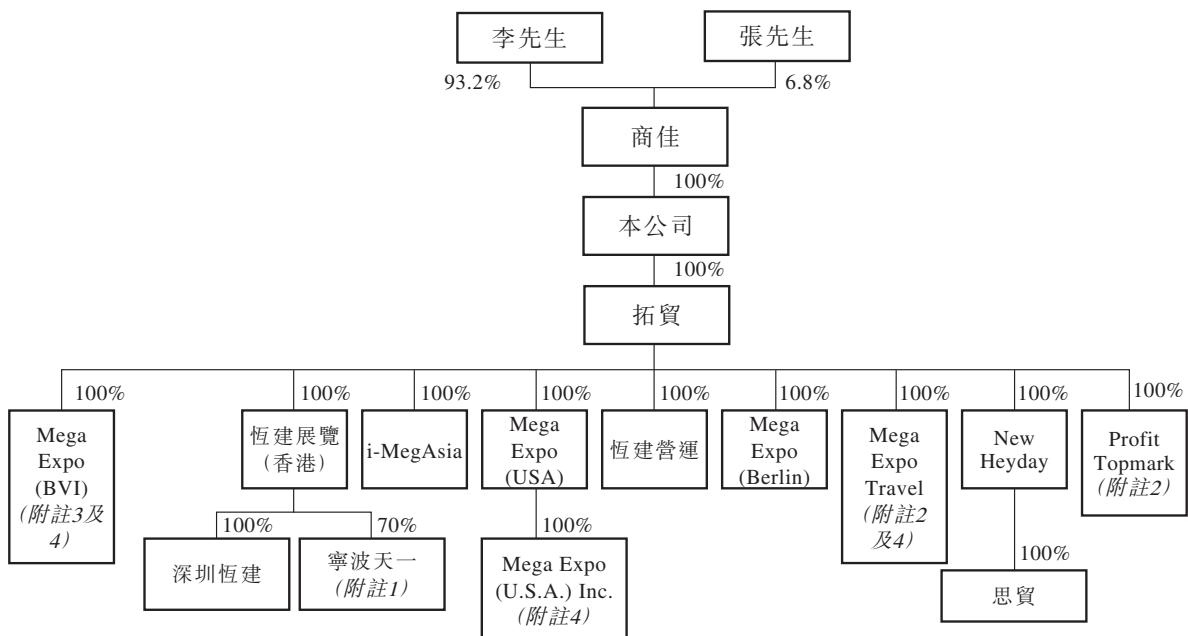 李先生
張先生
93.2%
6.8%
商佳
100%
本公司
100%
拓貿
100%
100%
100%
100%
100%
100%
100%
100%
100%
Mega
Expo
(BVI)
(附註3及
4)
恆建展覽
(香港)
i-MegAsia
Mega
Expo
(USA)
恆建營運
Mega
Expo
(Berlin)
Mega
Expo
Travel
(附註2
及4)
New
Heyday
Profit
Topmark
(附註2)
100%
70%
100%
100%
深圳恆建
寧波天一
(附註1)
Mega Expo
(U.S.A.) Inc.
(附註4)
思貿